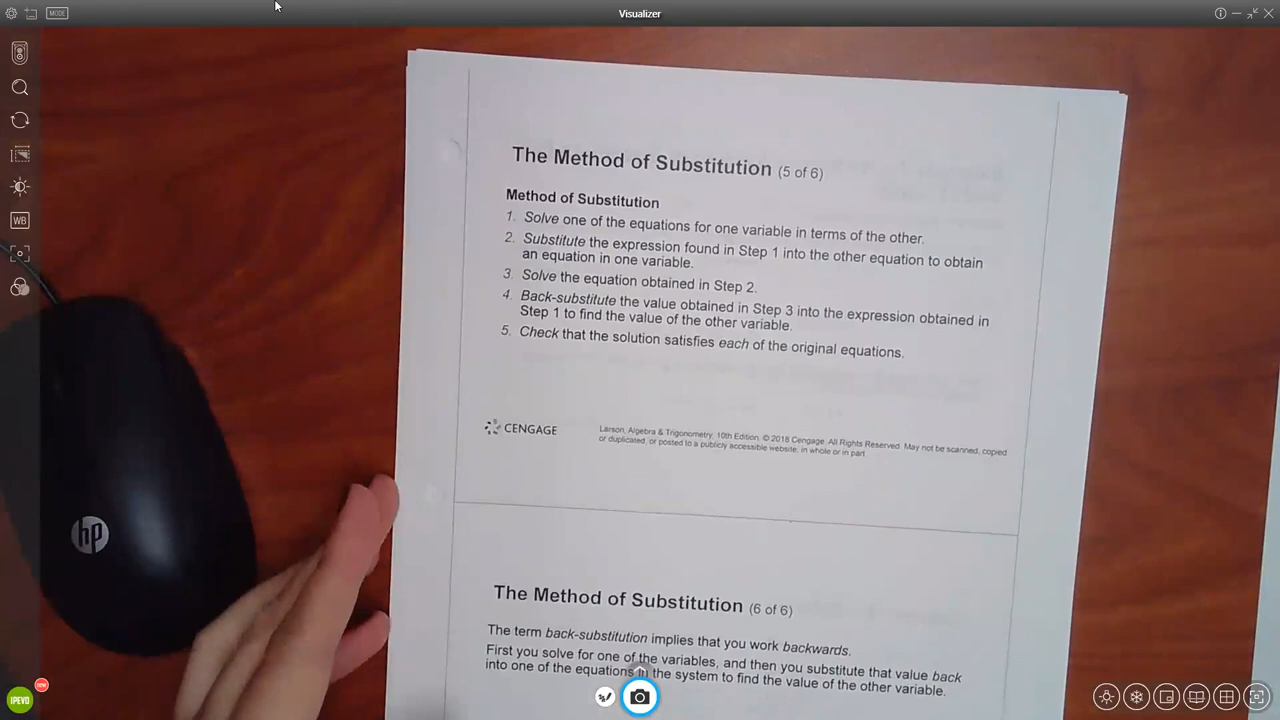 MODE
Visualizer
WB
The Method of Substitution (5 of 6)
Method of Substitution
1. Solve one of the equations for one variable in terms of the other.
2. Substitute the expression found in Step 1 into the other equation to obtain
an equation in one variable.
3. Solve the equation obtained in Step 2.
4. Back-substitute the value obtained in Step 3 into the expression obtained in
Step 1 to find the value of the other variable.
5. Check that the solution satisfies each of the original equations.
CENGAGE
Larson, Algebra & Trigonometry, 10th Edition. © 2018 Cengage. All Rights Reserved. May not be scanned, copied
or duplicated, or posted to a publicly accessible website, in whole or in part.
hp
The Method of Substitution (6 of 6)
The term back-substitution implies that you work backwards.
First you solve for one of the variables, and then you substitute that value back
into one of the equations in the system to find the value of the other variable.
IPEVO
new